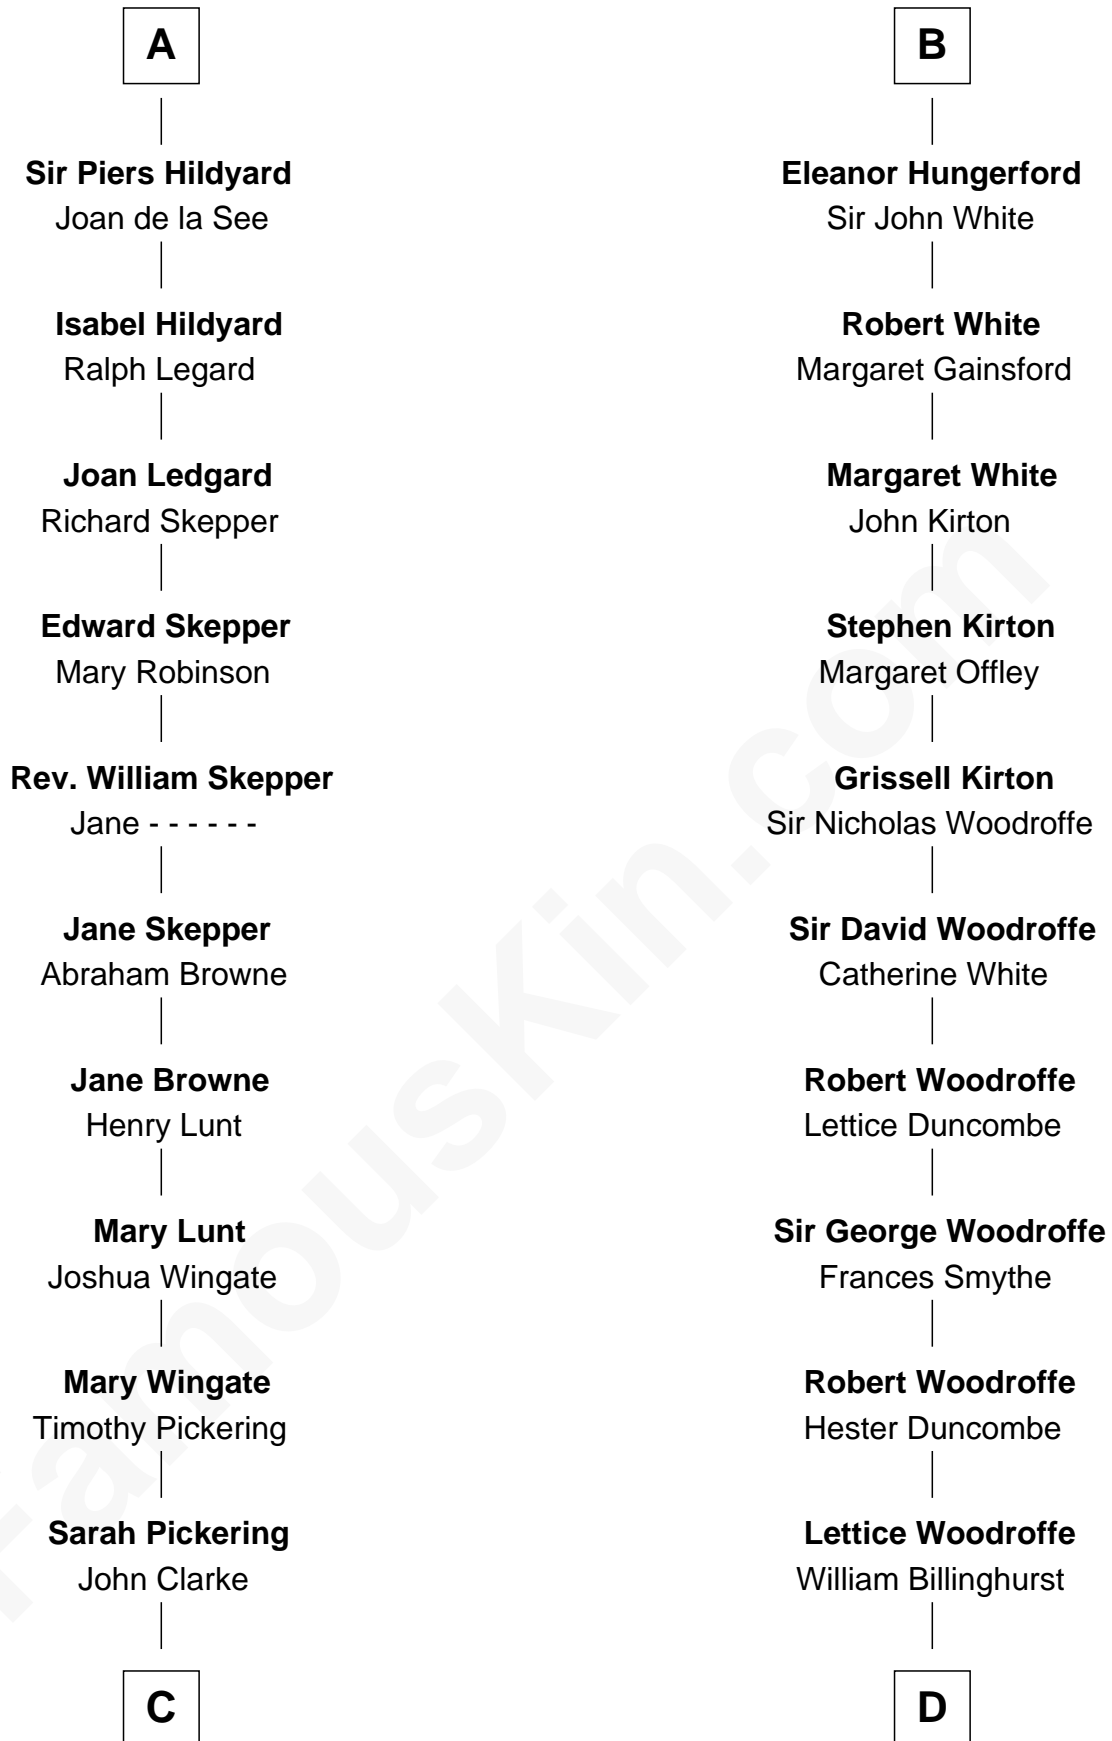 A
Sir Piers Hildyard
Joan de la See
Isabel Hildyard
Ralph Legard
Joan Ledgard
Richard Skepper
Edward Skepper
Mary Robinson
Rev. William Skepper
Jane - - - - - -
Jane Skepper
Abraham Browne
Jane Browne
Henry Lunt
Mary Lunt
Joshua Wingate
Mary Wingate
Timothy Pickering
Sarah Pickering
John Clarke
C
B
Eleanor Hungerford
Sir John White
Robert White
Margaret Gainsford
Margaret White
John Kirton
Stephen Kirton
Margaret Offley
Grissell Kirton
Sir Nicholas Woodroffe
Sir David Woodroffe
Catherine White
Robert Woodroffe
Lettice Duncombe
Sir George Woodroffe
Frances Smythe
Robert Woodroffe
Hester Duncombe
Lettice Woodroffe
William Billinghurst
D
FamousKin.com